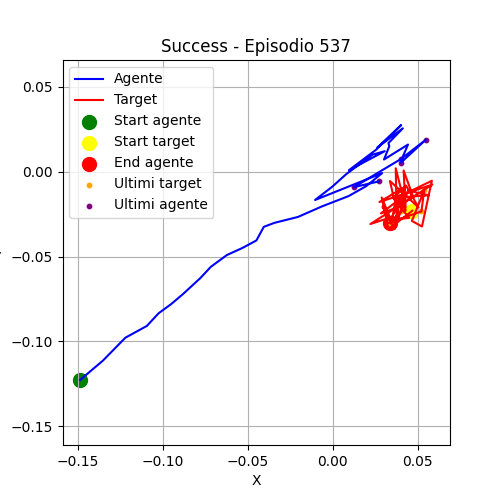 Success - Episodio 537
Agente
Target
Start agente
Start target
End agente
Ultimi target
Ultimi agente
0.05
0.00
−0.05
−0.10
−0.15
−0.15
−0.10
−0.05
0.00
0.05
X